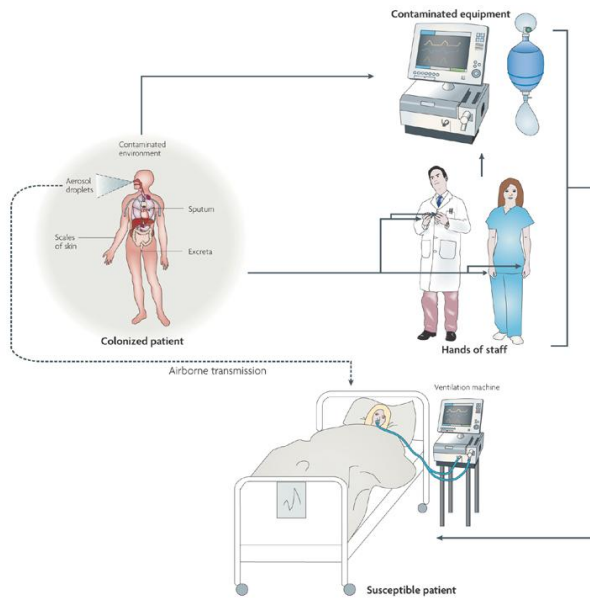 Contaminated equipment
Contaminated
environment
Aerosol
droplets
Sputum
Scales
of skin
Excreta
Colonized patient
Hands of staff
Airborne transmission
Ventilation machine
Susceptible patient